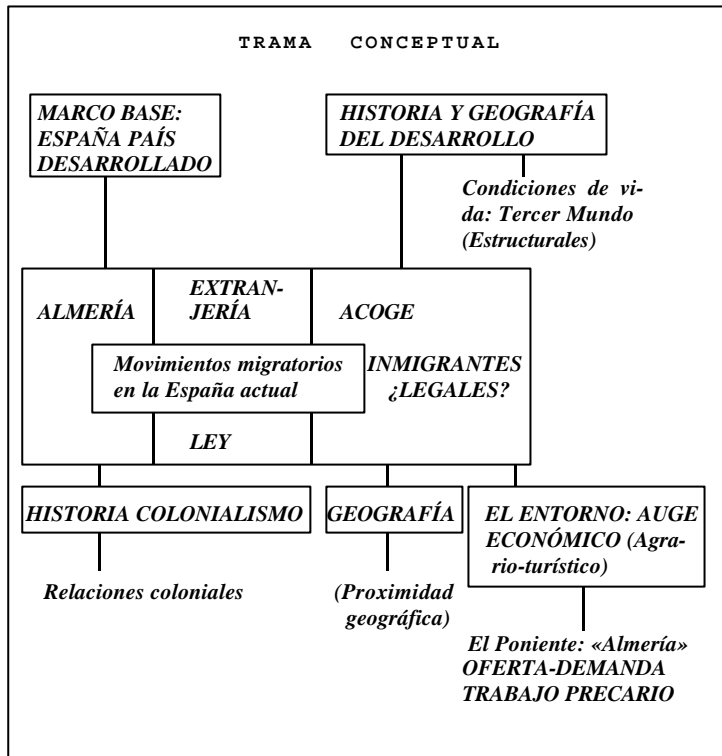 TRAMA CONCEPTUAL
MARCO BASE:
ESPAÑA PAÍS
DESARROLLADO
HISTORIA Y GEOGRAFÍA
DEL DESARROLLO
Condiciones de vi-
da: Tercer Mundo
(Estructurales)
ALMERÍA
EXTRAN-
JERÍA
ACOGE
Movimientos migratorios
en la España actual
INMIGRANTES
¿LEGALES?
LEY
HISTORIA COLONIALISMO
Relaciones coloniales
GEOGRAFÍA
(Proximidad
geográfica)
EL ENTORNO: AUGE
ECONÓMICO (Agra-
rio-turístico)
El Poniente: «Almería»
OFERTA-DEMANDA
TRABAJO PRECARIO